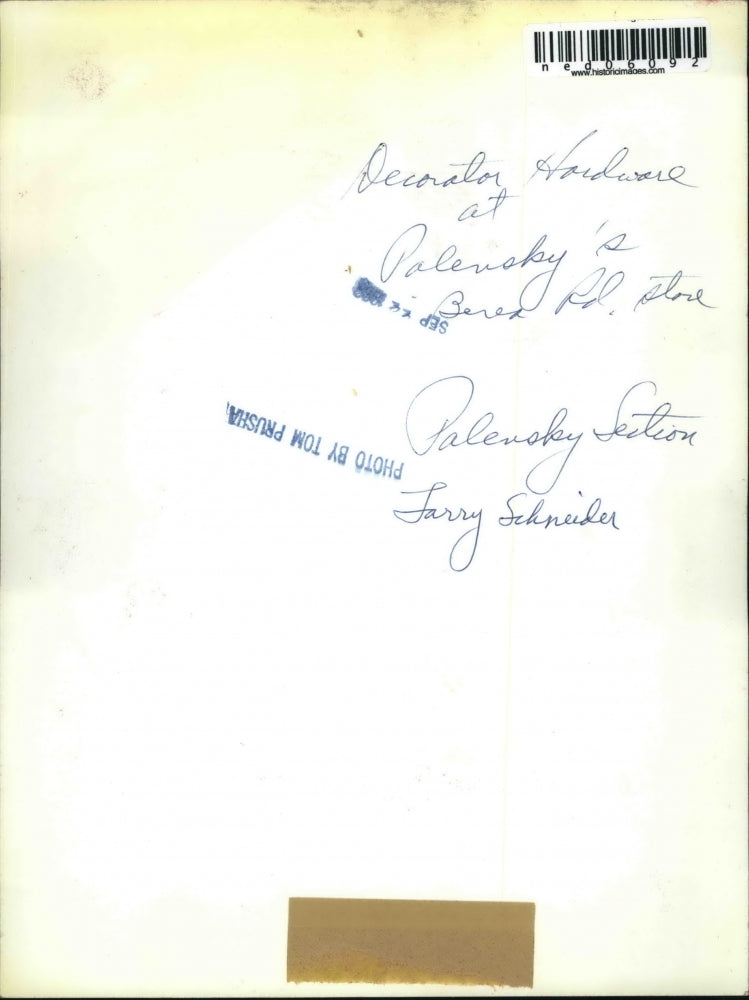 ned06092
www.historicimages.com
Decorator Hardware
at
Palensky's
Berea Rd. store
SEP
PHOTO BY TOM PRUSHA
Palensky Section
Larry Schneider